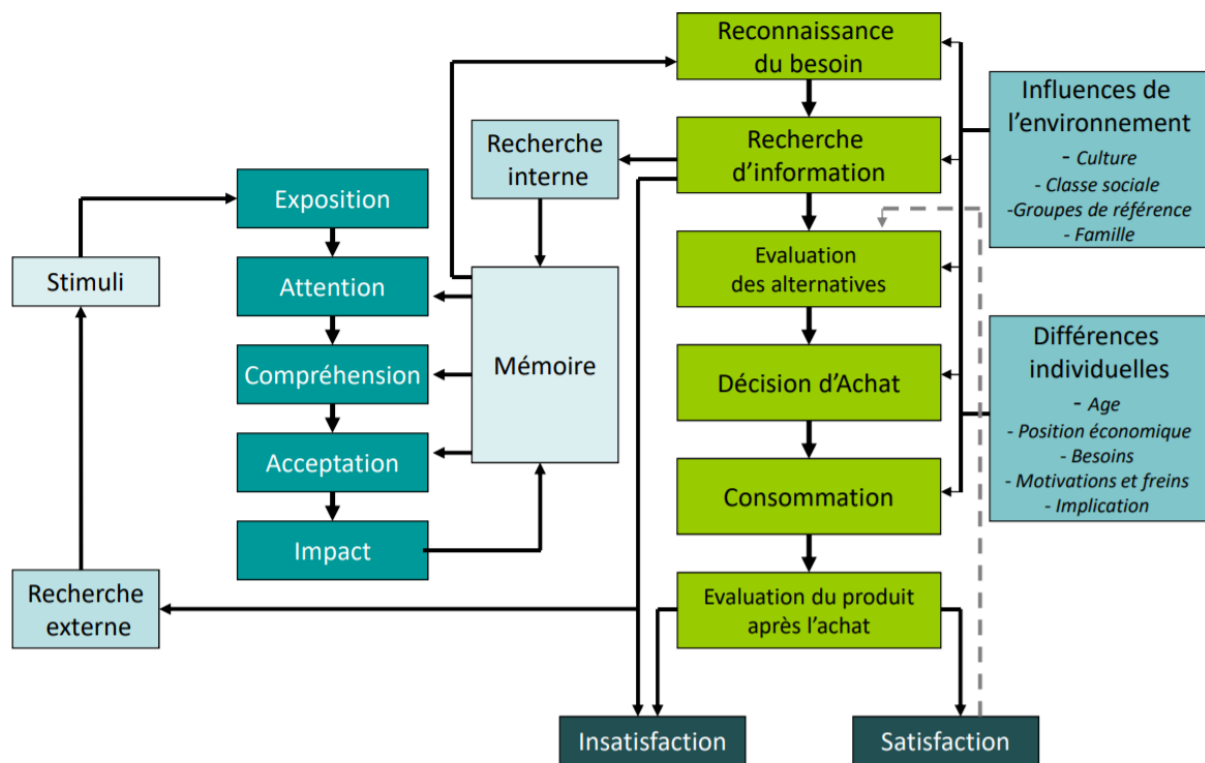 Reconnaissance
du besoin
Recherche
d’information
Evaluation
des alternatives
Décision d’Achat
Consommation
Evaluation du produit
après l’achat
Insatisfaction
Satisfaction
Recherche
interne
Mémoire
Exposition
Attention
Compréhension
Acceptation
Impact
Stimuli
Recherche
externe
Influences de
l’environnement
- Culture
- Classe sociale
-Groupes de référence
- Famille
Différences
individuelles
- Age
- Position économique
- Besoins
- Motivations et freins
- Implication